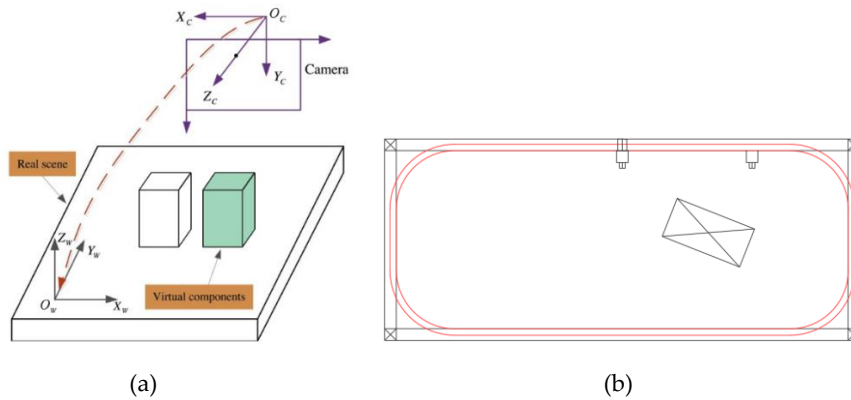 X_C
O_C
Camera
Y_C
Z_C
Real scene
Z_W
Y_W
Virtual components
O_W
X_W
(a)
(b)